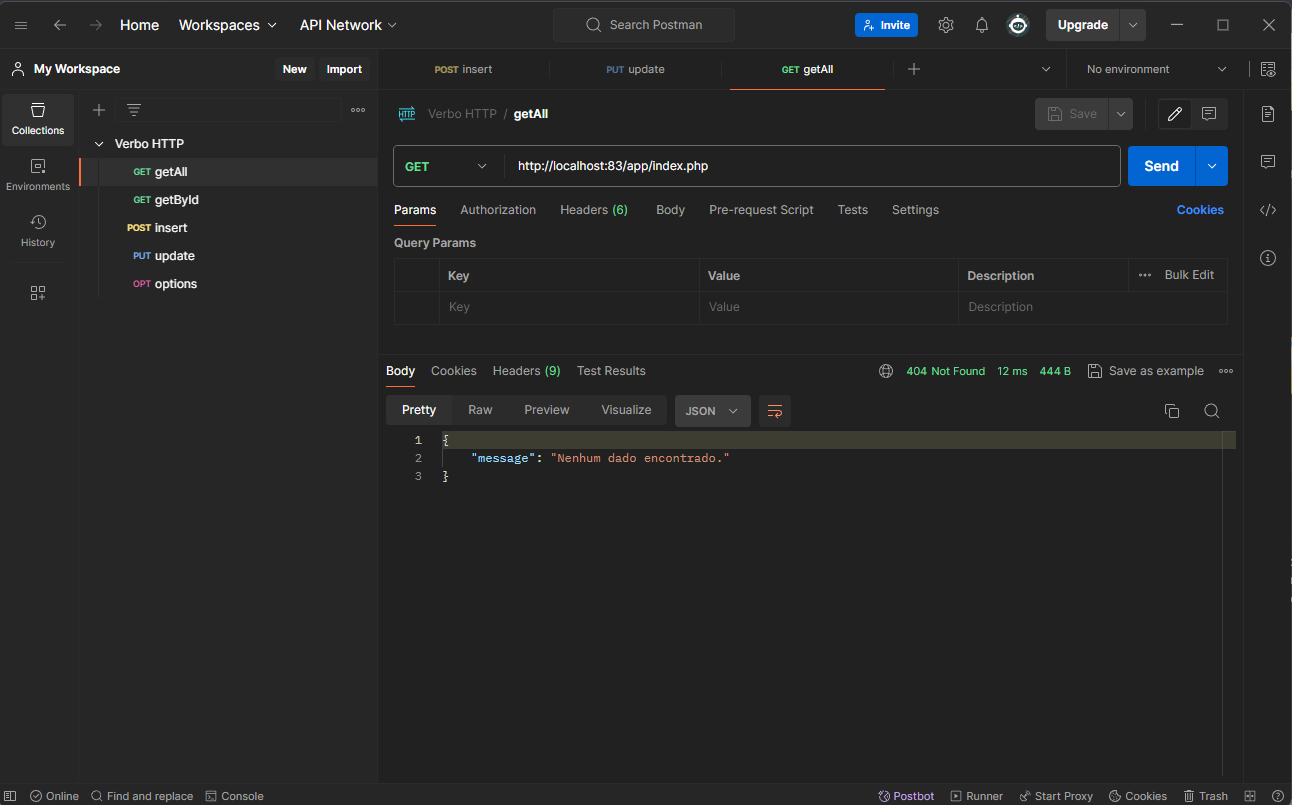 Home Workspaces API Network Search Postman Invite Upgrade
My Workspace New Import POST insert PUT update GET getAll No environment
Collections
Environments
History
Verbo HTTP
GET getAll
GET getById
POST insert
PUT update
OPT options
HTTP Verbo HTTP / getAll Save
GET http://localhost:83/app/index.php Send
Params Authorization Headers (6) Body Pre-request Script Tests Settings Cookies
Query Params
Key Value Description Bulk Edit
Key Value Description
Body Cookies Headers (9) Test Results 404 Not Found 12 ms 444 B Save as example
Pretty Raw Preview Visualize JSON
1 {
2 "message": "Nenhum dado encontrado."
3 }
Online Find and replace Console Postbot Runner Start Proxy Cookies Trash